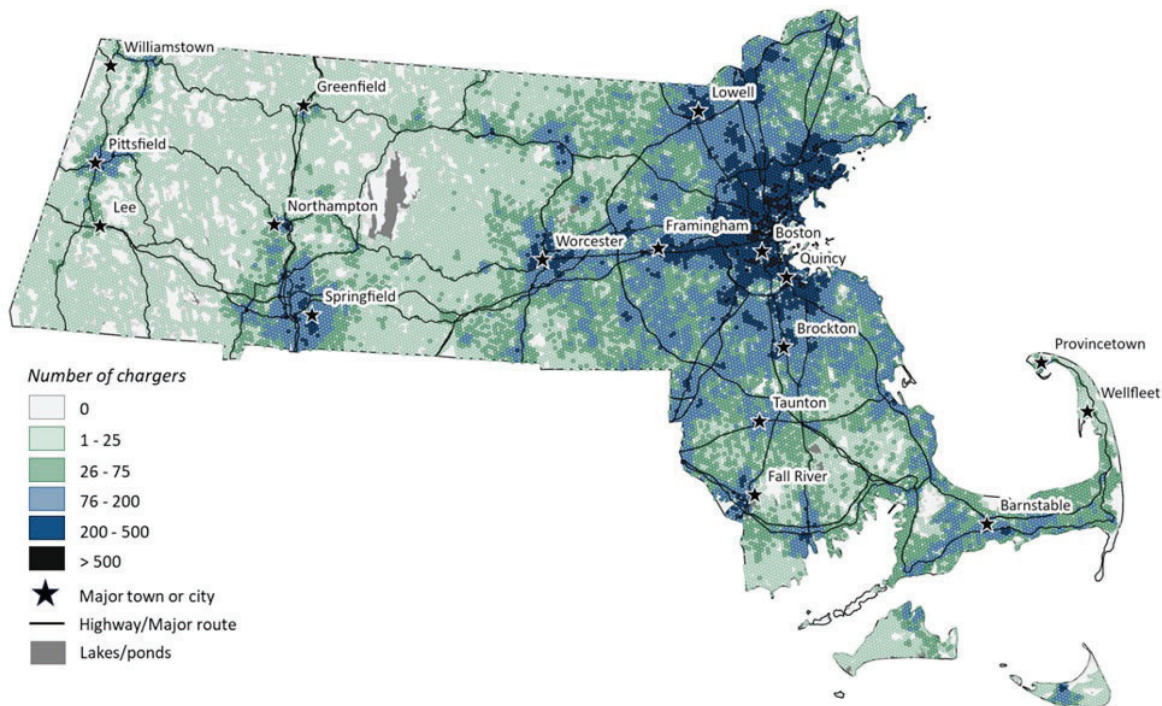 Williamstown
Greenfield
Lowell
Pittsfield
Lee
Northampton
Framingham
Boston
Worcester
Quincy
Springfield
Brockton
Provincetown
Wellfleet
Taunton
Fall River
Barnstable
Number of chargers
0
1 - 25
26 - 75
76 - 200
200 - 500
> 500
Major town or city
Highway/Major route
Lakes/ponds